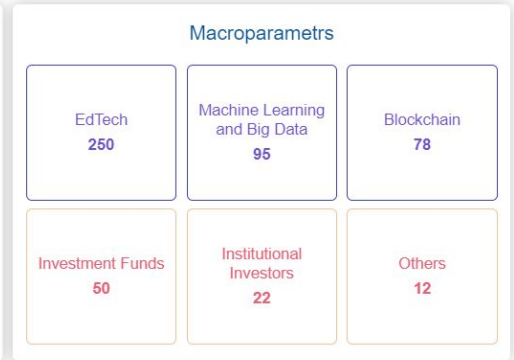 Macroparametrs
EdTech
250
Machine Learning
and Big Data
95
Blockchain
78
Investment Funds
50
Institutional
Investors
22
Others
12